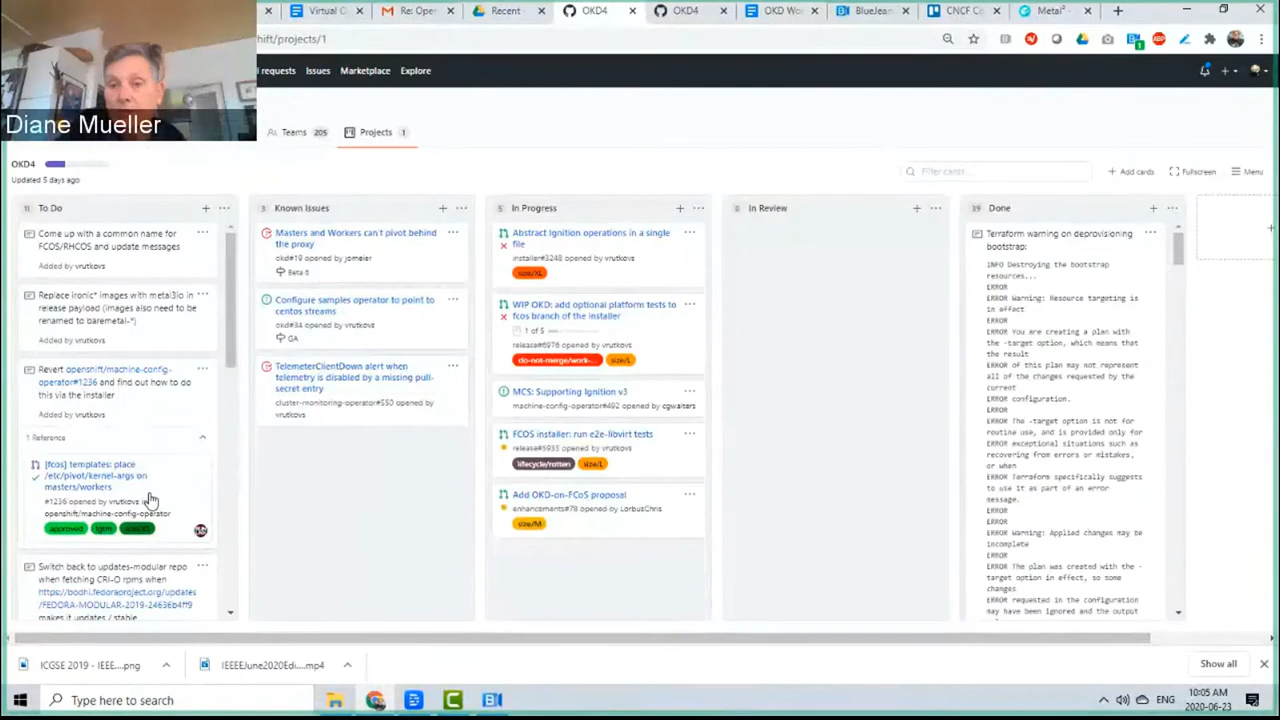 Virtual O
Re: Oper
Recent -
OKD4
OKD4
OKD Wo
BlueJean
CNCF Ce
Metal³ -
shift/projects/1
l requests
Issues
Marketplace
Explore
Diane Mueller
Teams 205
Projects 1
OKD4
Updated 5 days ago
Filter cards...
Add cards
Fullscreen
Menu
11 To Do
Come up with a common name for
FCOS/RHCOS and update messages
Added by vrutkovs
Replace ironic* images with metal3io in
release payload (images also need to be
renamed to baremetal-*)
Added by vrutkovs
Revert openshift/machine-config-
operator#1236 and find out how to do
this via the installer
Added by vrutkovs
1 Reference
[fcos] templates: place
/etc/pivot/kernel-args on
masters/workers
#1236 opened by vrutkovs
openshift/machine-config-operator
approved
lgtm
size/XS
Switch back to updates-modular repo
when fetching CRI-O rpms when
https://bodhi.fedoraproject.org/updates
/FEDORA-MODULAR-2019-24636b4ff9
makes it updates / stable
3 Known Issues
Masters and Workers can't pivot behind
the proxy
okd#19 opened by jomeier
Beta 6
Configure samples operator to point to
centos streams
okd#34 opened by vrutkovs
GA
TelemeterClientDown alert when
telemetry is disabled by a missing pull-
secret entry
cluster-monitoring-operator#550 opened by
vrutkovs
5 In Progress
Abstract Ignition operations in a single
file
installer#3248 opened by vrutkovs
size/XL
WIP OKD: add optional platform tests to
fcos branch of the installer
1 of 5
release#6976 opened by vrutkovs
do-not-merge/work-...
size/L
MCS: Supporting Ignition v3
machine-config-operator#492 opened by cgwalters
FCOS installer: run e2e-libvirt tests
release#5935 opened by vrutkovs
lifecycle/rotten
size/L
Add OKD-on-FCoS proposal
enhancements#78 opened by LorbusChris
size/M
0 In Review
39 Done
Terraform warning on deprovisioning
bootstrap:
INFO Destroying the bootstrap
resources...
ERROR
ERROR Warning: Resource targeting is
in effect
ERROR
ERROR You are creating a plan with
the -target option, which means that
the result
ERROR of this plan may not represent
all of the changes requested by the
current
ERROR configuration.
ERROR
ERROR The -target option is not for
routine use, and is provided only for
ERROR exceptional situations such as
recovering from errors or mistakes,
or when
ERROR Terraform specifically suggests
to use it as part of an error
message.
ERROR
ERROR
ERROR Warning: Applied changes may be
incomplete
ERROR
ERROR The plan was created with the -
target option in effect, so some
changes
ERROR requested in the configuration
may have been ignored and the output
ICGSE 2019 - IEEE....png
IEEEJune2020Edi....mp4
Show all
Type here to search
ENG
10:05 AM
2020-06-23